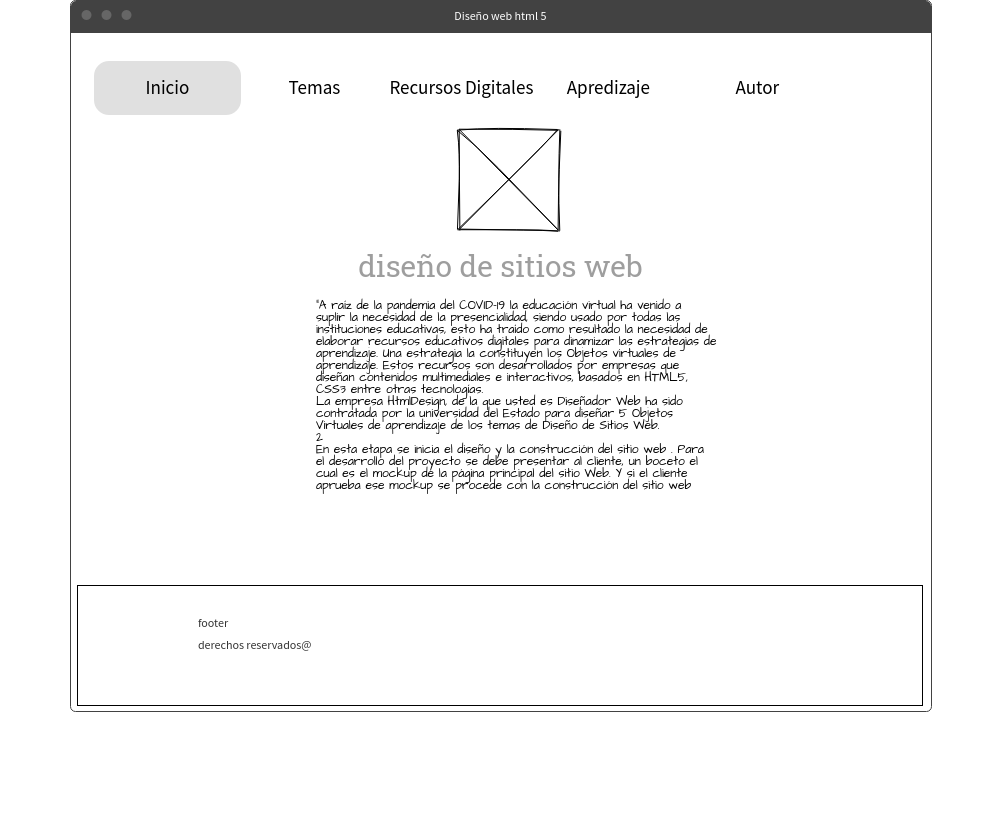 Diseño web html 5
Inicio Temas Recursos Digitales Apredizaje Autor
diseño de sitios web
"A raiz de la pandemia del COVID-19 la educación virtual ha venido a
suplir la necesidad de la presencialidad, siendo usado por todas las
instituciones educativas, esto ha traido como resultado la necesidad de
elaborar recursos educativos digitales para dinamizar las estrategias de
aprendizaje. Una estrategia la constituyen los Objetos virtuales de
aprendizaje. Estos recursos son desarrollados por empresas que
diseñan contenidos multimediales e interactivos, basados en HTML5,
CSS3 entre otras tecnologias.
La empresa HtmlDesign, de la que usted es Diseñador Web ha sido
contratada por la universidad del Estado para diseñar 5 Objetos
Virtuales de aprendizaje de los temas de Diseño de Sitios Web.
2
En esta etapa se inicia el diseño y la construcción del sitio web . Para
el desarrollo del proyecto se debe presentar al cliente, un boceto el
cual es el mockup de la página principal del sitio Web. Y si el cliente
aprueba ese mockup se procede con la construcción del sitio web
footer
derechos reservados@